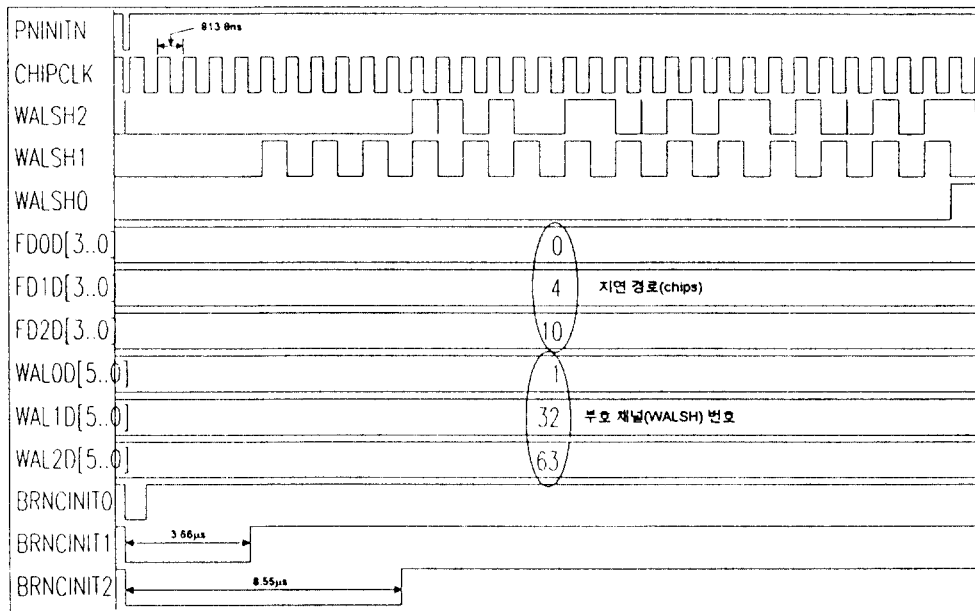 PNINITN
813.8ns
CHIPCLK
WALSH2
WALSH1
WALSH0
FD0D[3..0]
0
FD1D[3..0]
4
지연 경로(chips)
FD2D[3..0]
10
WAL0D[5..0]
1
WAL1D[5..0]
32
부호 채널(WALSH) 번호
WAL2D[5..0]
63
BRNCINIT0
BRNCINIT1
3.66μs
BRNCINIT2
8.55μs